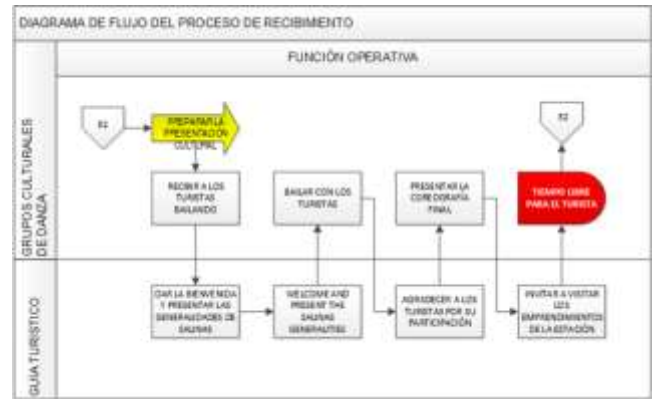 DIAGRAMA DE FLUJO DEL PROCESO DE RECIBIMIENTO
FUNCIÓN OPERATIVA
GRUPOS CULTURALES
DE DANZA
PREPARAR LA
PRESENTACIÓN
CULTURAL
RECIBIR A LOS
TURISTAS
BAILANDO
BAILAR CON LOS
TURISTAS
PRESENTAR LA
COREOGRAFÍA
FINAL
TIEMPO LIBRE
PARA EL TURISTA
GUÍA TURISTICO
DAR LA BIENVENIDA
Y PRESENTAR LAS
GENERALIDADES DE
SALINAS
WELCOME AND
PRESENT THE
SALINAS
GENERALITIES
AGRADECER A LOS
TURISTAS POR SU
PARTICIPACIÓN
INVITAR A VISITAR
LOS
EMPRENDIMIENTOS
DE LA ESTACIÓN